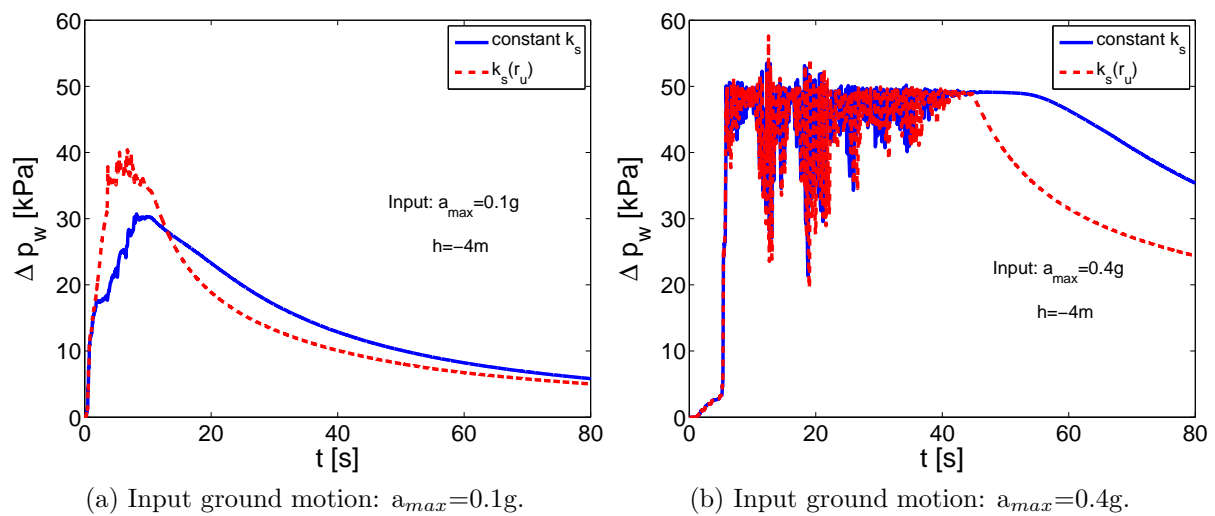 60
50
40
30
20
10
0
Δ p_w [kPa]
constant k_s
k_s(r_u)
Input: a_max=0.1g
h=−4m
0 20 40 60 80
t [s]
(a) Input ground motion: a_max=0.1g.
60
50
40
30
20
10
0
Δ p_w [kPa]
constant k_s
k_s(r_u)
Input: a_max=0.4g
h=−4m
0 20 40 60 80
t [s]
(b) Input ground motion: a_max=0.4g.